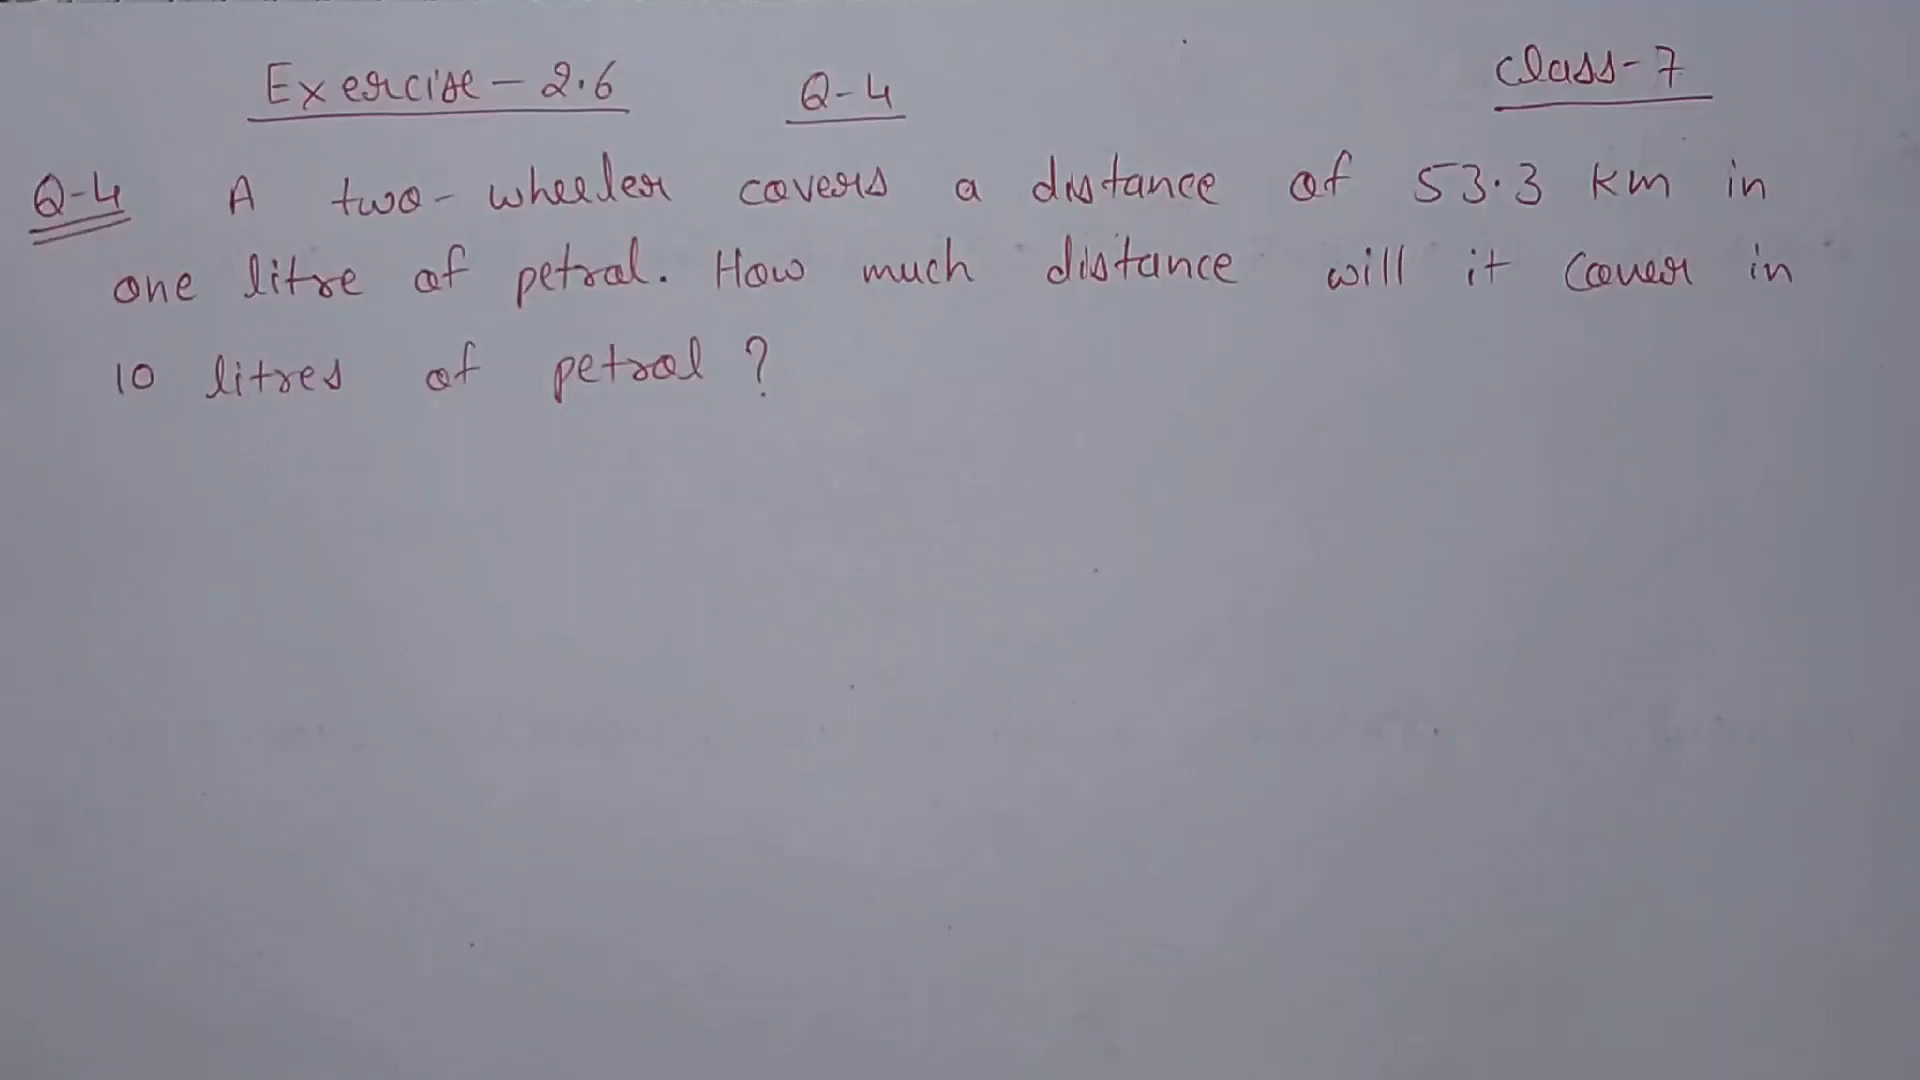 Exercise - 2.6 Q-4 Class-7
Q-4 A two-wheeler covers a distance of 53.3 km in
one litre of petrol. How much distance will it cover in
10 litres of petrol ?